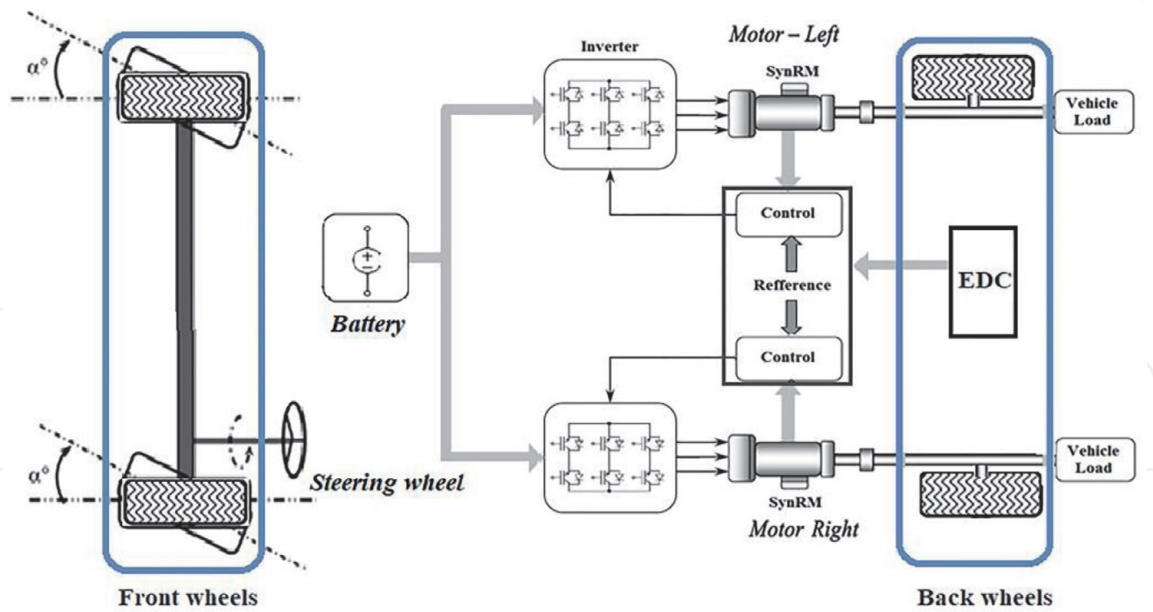 α°
Inverter
Motor – Left
SynRM
Vehicle
Load
Control
Refference
EDC
+
−
Battery
Control
α°
Steering wheel
SynRM
Motor Right
Vehicle
Load
Front wheels
Back wheels